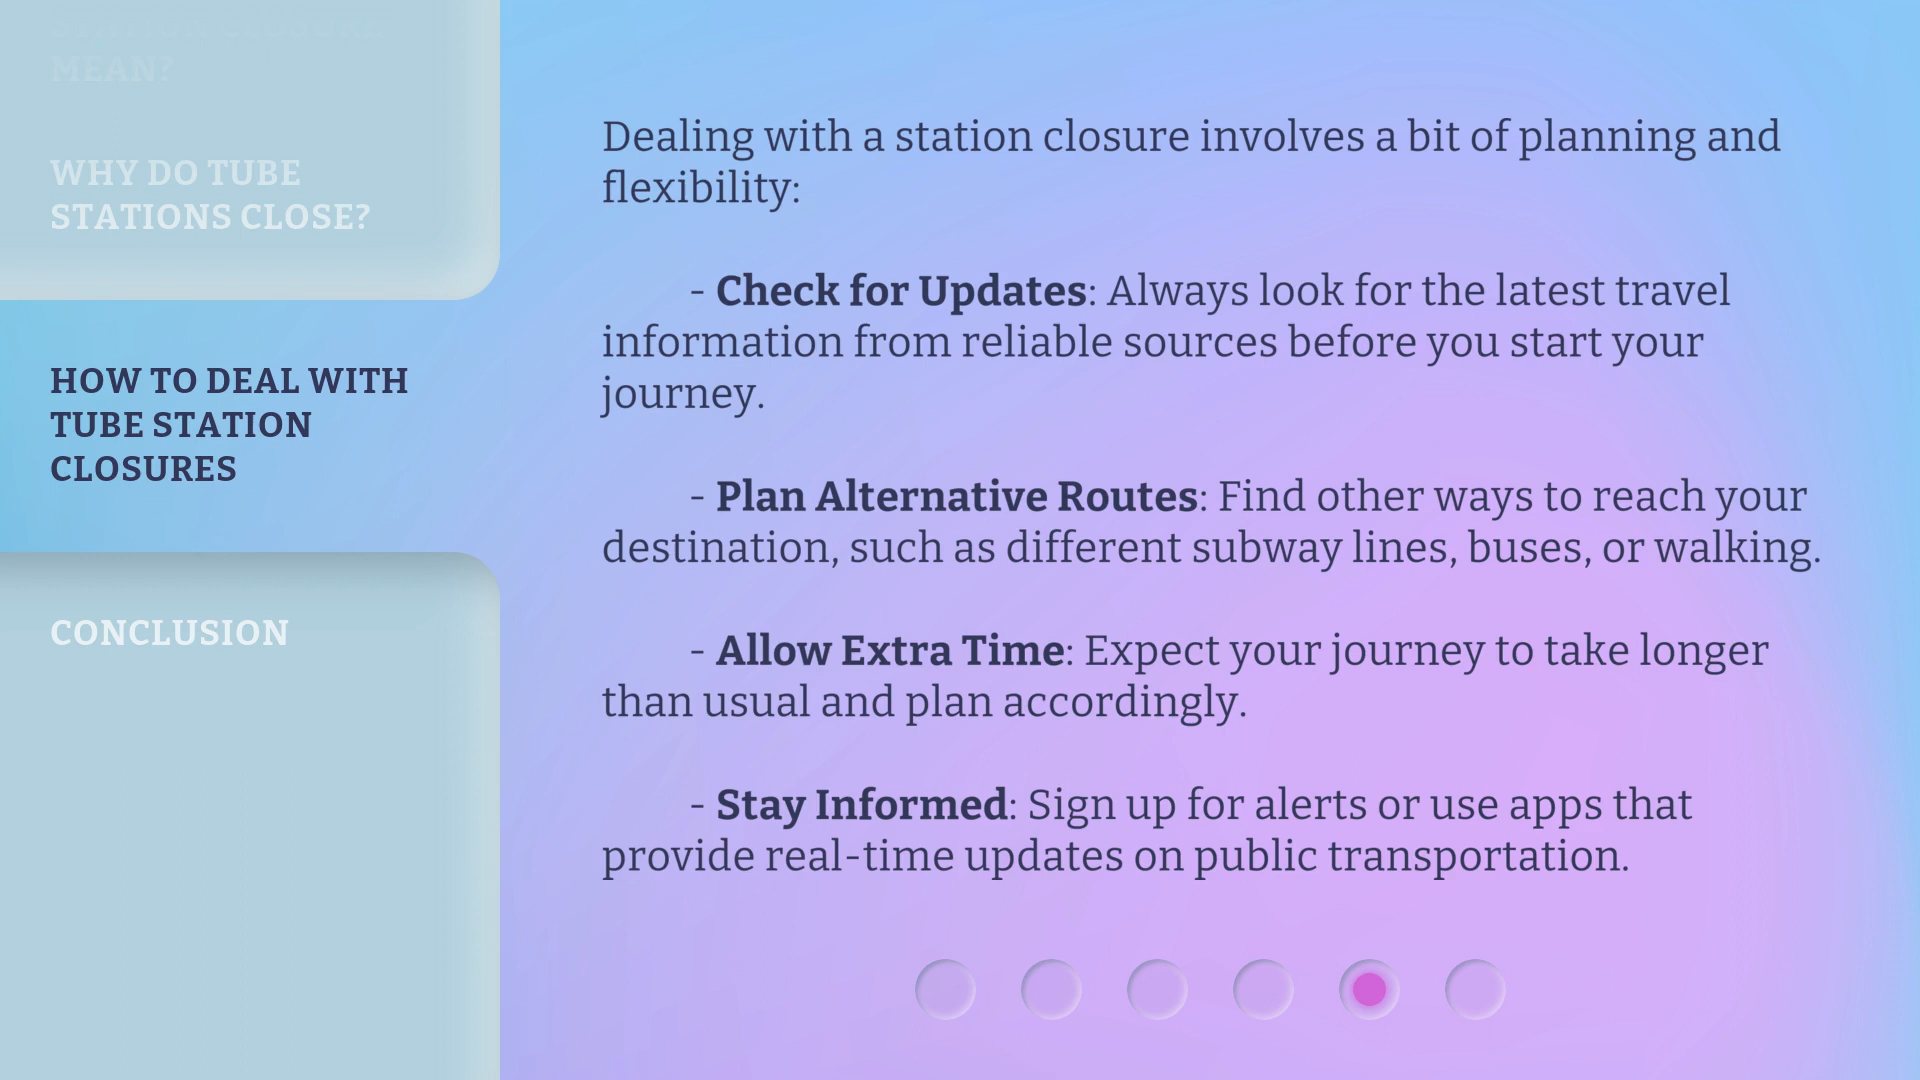 STATION CLOSURE
MEAN?
WHY DO TUBE
STATIONS CLOSE?
HOW TO DEAL WITH
TUBE STATION
CLOSURES
CONCLUSION
Dealing with a station closure involves a bit of planning and
flexibility:
- Check for Updates: Always look for the latest travel
information from reliable sources before you start your
journey.
- Plan Alternative Routes: Find other ways to reach your
destination, such as different subway lines, buses, or walking.
- Allow Extra Time: Expect your journey to take longer
than usual and plan accordingly.
- Stay Informed: Sign up for alerts or use apps that
provide real-time updates on public transportation.